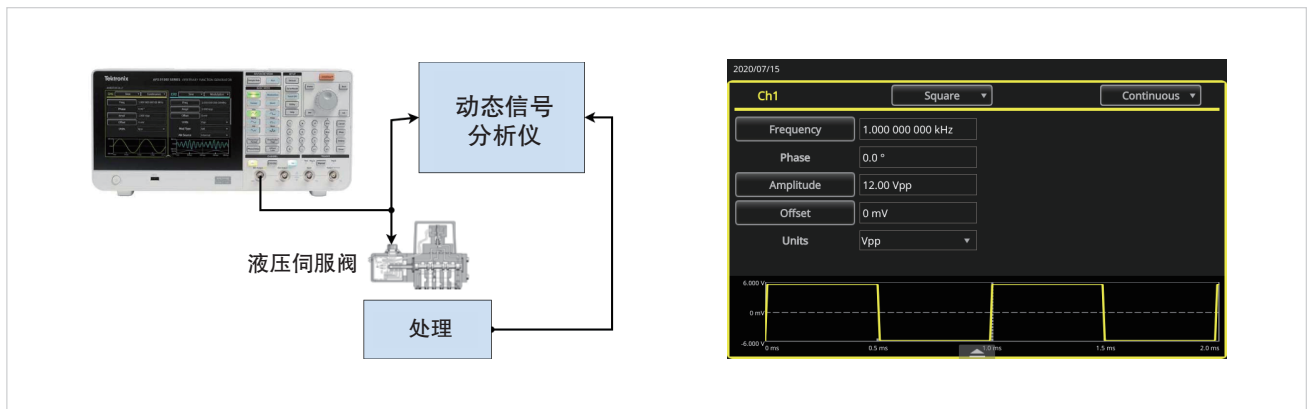 Tektronix
动态信号
分析仪
液压伺服阀
处理
2020/07/15
Ch1
Square
Continuous
Frequency
1.000 000 000 kHz
Phase
0.0 °
Amplitude
12.00 Vpp
Offset
0 mV
Units
Vpp
6.000 V
0 mV
-6.000 V
0 ms
0.5 ms
1.0 ms
1.5 ms
2.0 ms